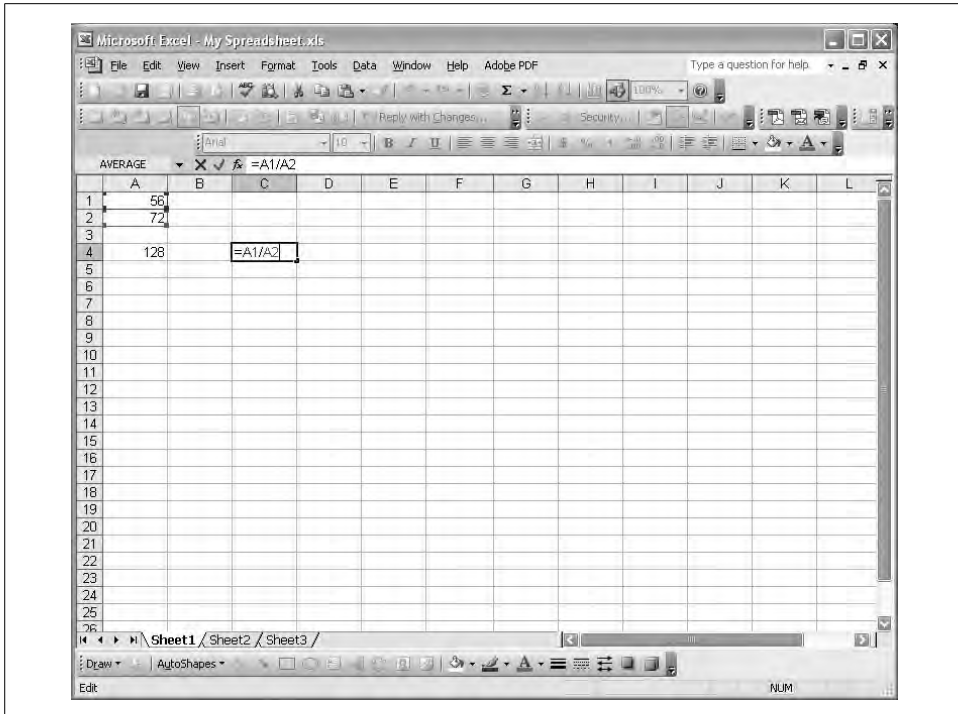 Microsoft Excel - My Spreadsheet.xls
File Edit View Insert Format Tools Data Window Help Adobe PDF Type a question for help
Σ 100%
Reply with Changes... Security...
Arial 10 B I U $ % A
AVERAGE =A1/A2
A B C D E F G H I J K L
1 56
2 72
3
4 128 =A1/A2
5
6
7
8
9
10
11
12
13
14
15
16
17
18
19
20
21
22
23
24
25
26
Sheet1 Sheet2 Sheet3
Draw AutoShapes A
Edit NUM